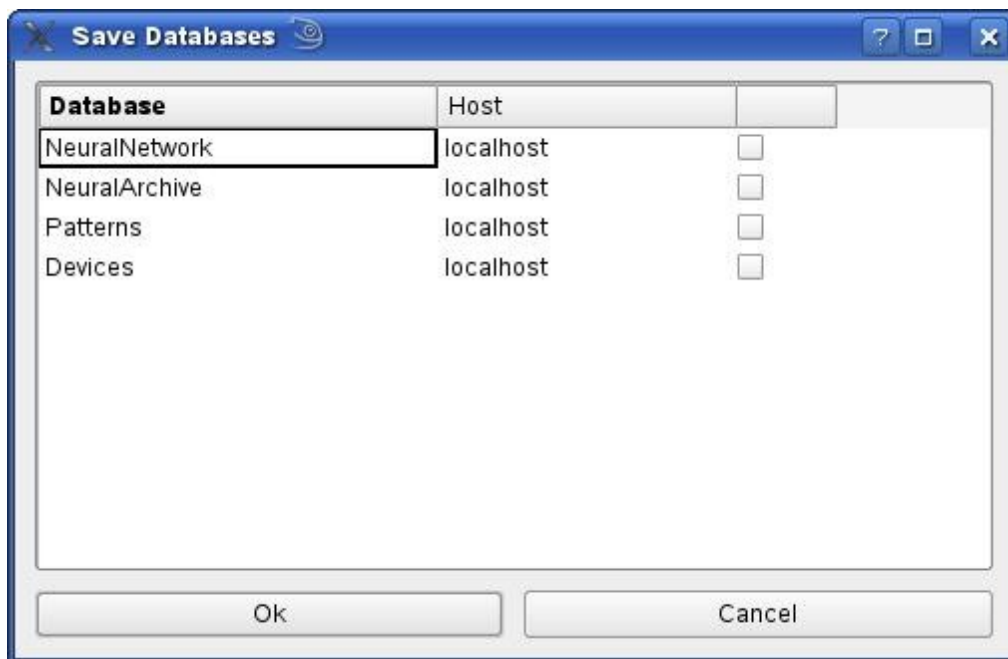 Save Databases
Database Host
NeuralNetwork localhost
NeuralArchive localhost
Patterns localhost
Devices localhost
Ok Cancel